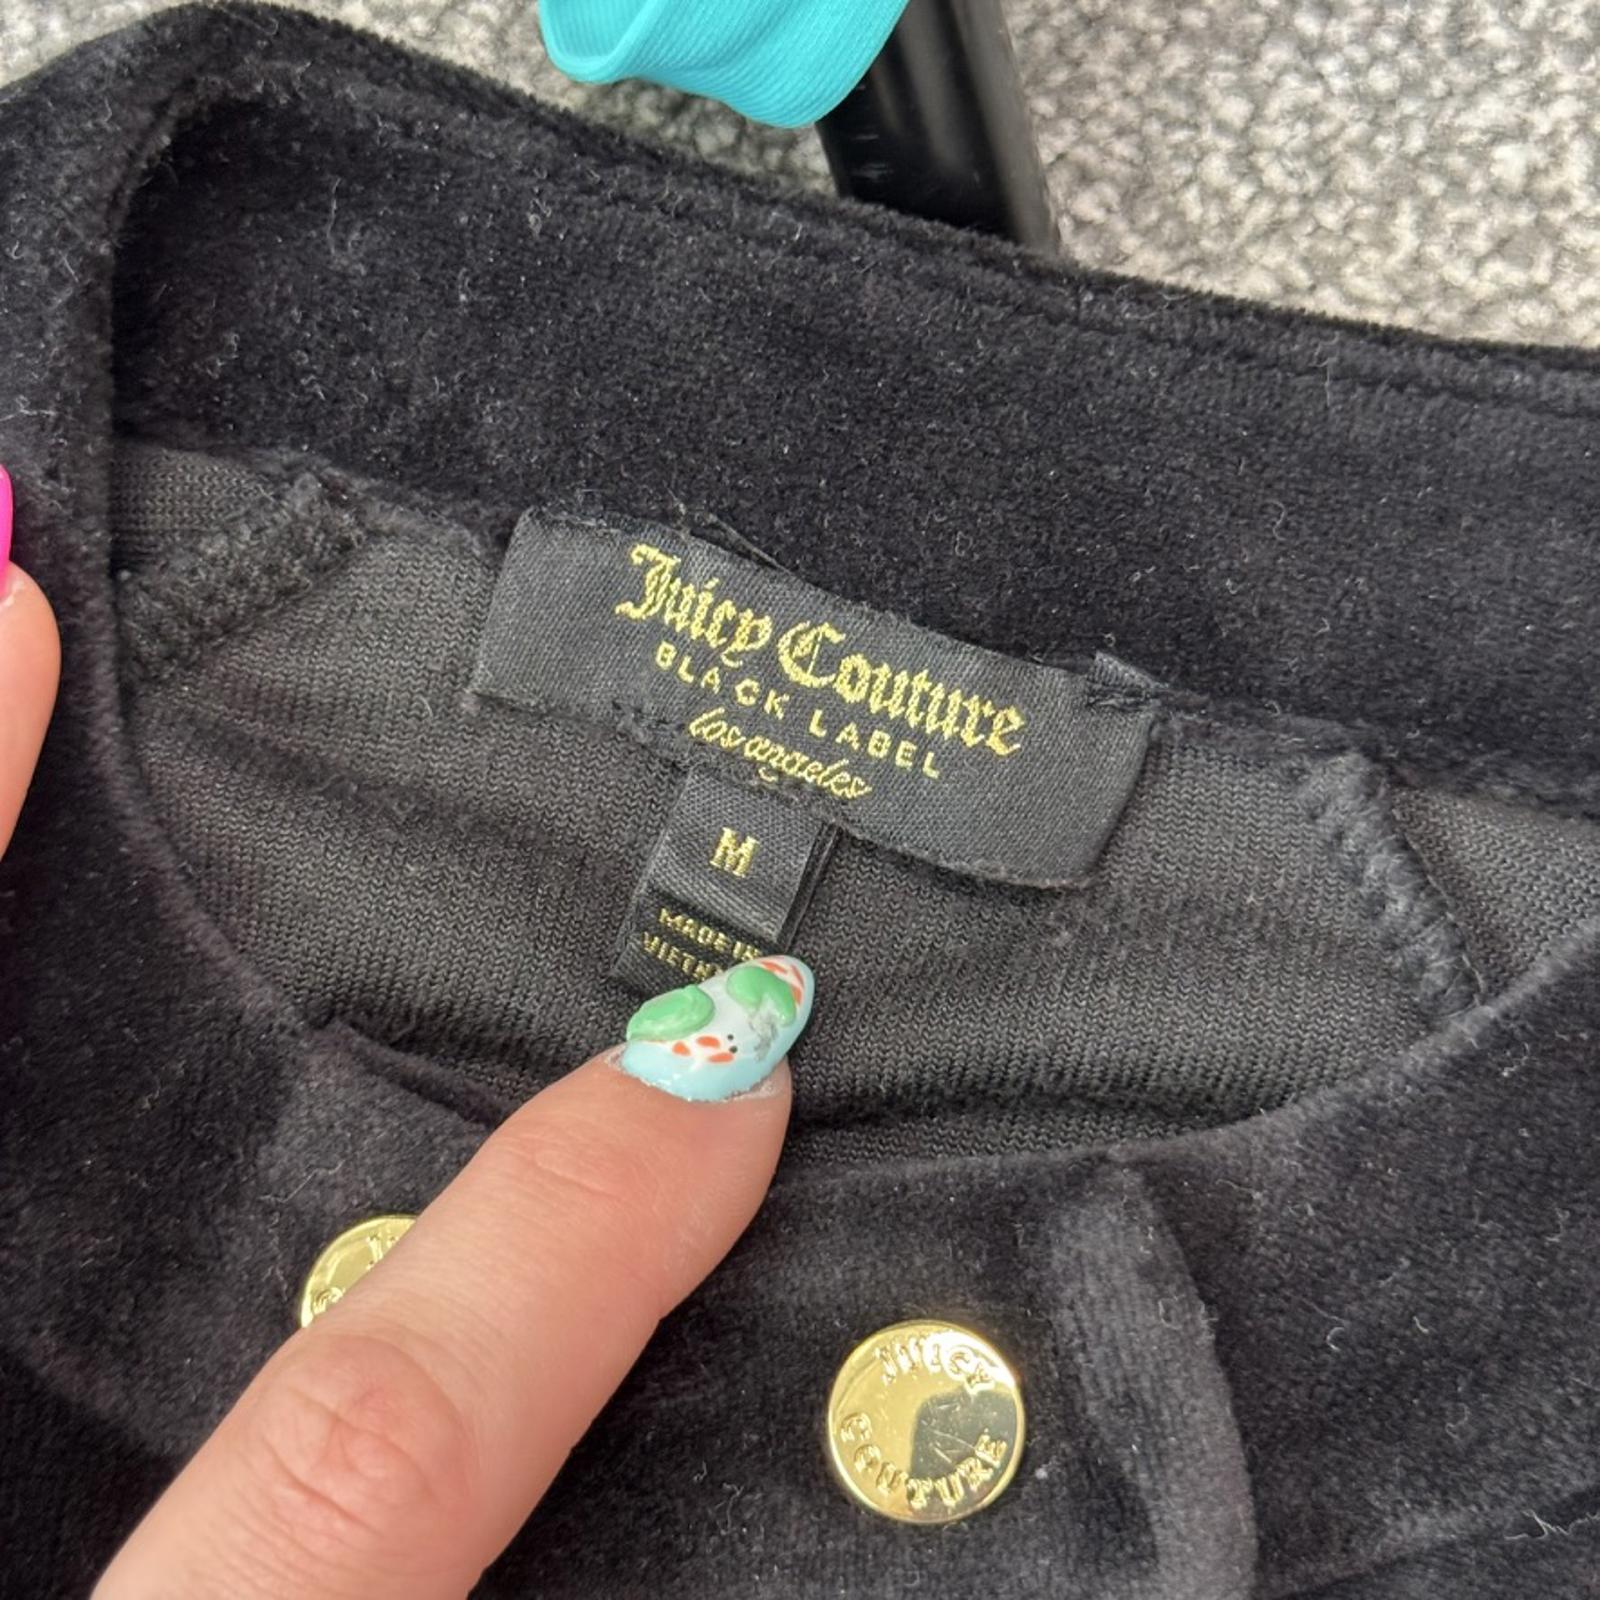 Juicy Couture
BLACK LABEL
los angeles
M
MADE IN
JUICY
COUTURE